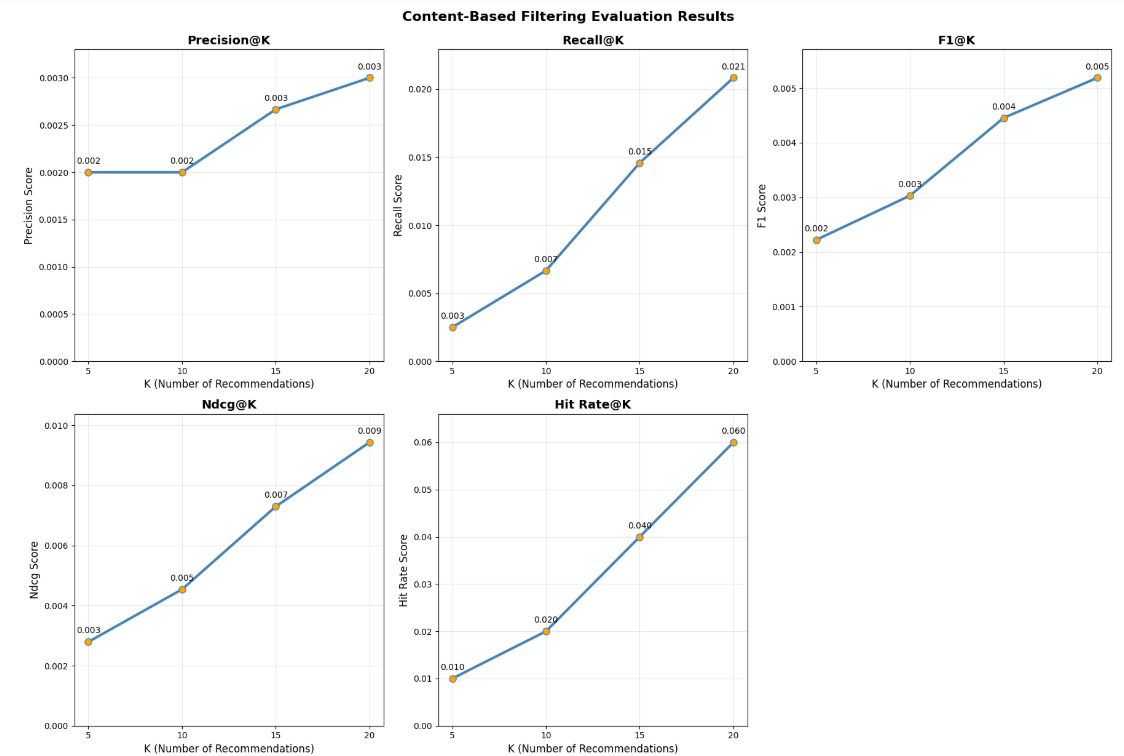 Content-Based Filtering Evaluation Results
Precision@K
Precision Score
0.0030
0.0025
0.0020
0.0015
0.0010
0.0005
0.0000
0.002
0.002
0.003
0.003
5 10 15 20
K (Number of Recommendations)
Recall@K
Recall Score
0.020
0.015
0.010
0.005
0.000
0.003
0.007
0.015
0.021
5 10 15 20
K (Number of Recommendations)
F1@K
F1 Score
0.005
0.004
0.003
0.002
0.001
0.000
0.002
0.003
0.004
0.005
5 10 15 20
K (Number of Recommendations)
Ndcg@K
Ndcg Score
0.010
0.008
0.006
0.004
0.002
0.000
0.003
0.005
0.007
0.009
5 10 15 20
K (Number of Recommendations)
Hit Rate@K
Hit Rate Score
0.06
0.05
0.04
0.03
0.02
0.01
0.00
0.010
0.020
0.040
0.060
5 10 15 20
K (Number of Recommendations)